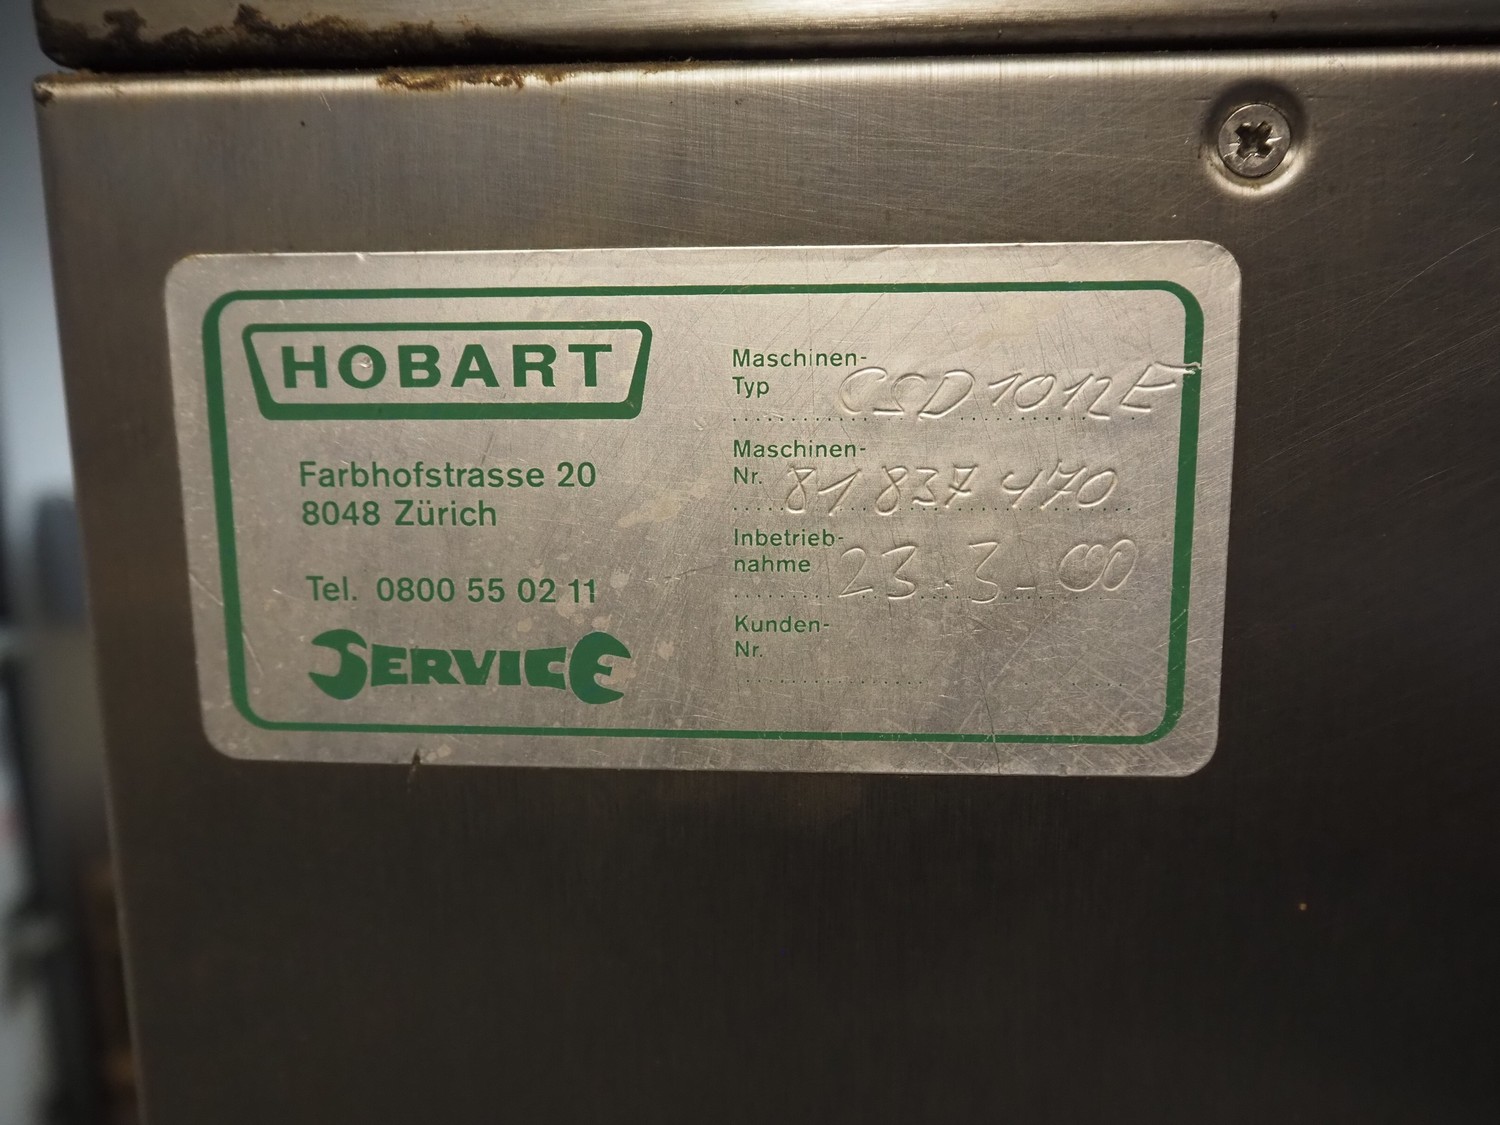 HOBART
Farbhofstrasse 20
8048 Zürich
Tel. 0800 55 02 11
SERVICE
Maschinen-
Typ CSD 1012E
Maschinen-
Nr. 81 837 470
Inbetrieb-
nahme 23.3-00
Kunden-
Nr.